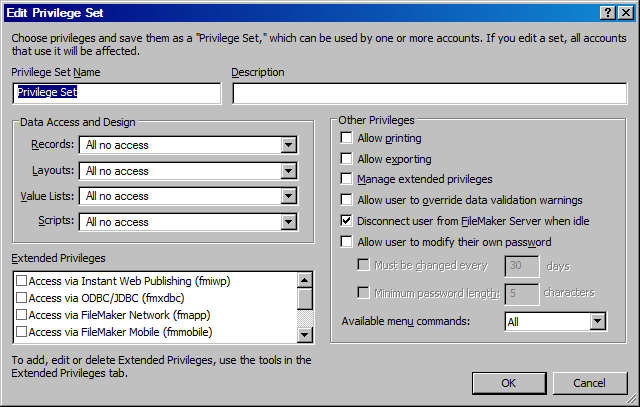 Edit Privilege Set
Choose privileges and save them as a "Privilege Set," which can be used by one or more accounts. If you edit a set, all accounts
that use it will be affected.
Privilege Set Name
Description
Privilege Set
Data Access and Design
Records: All no access
Layouts: All no access
Value Lists: All no access
Scripts: All no access
Extended Privileges
Access via Instant Web Publishing (fmiwp)
Access via ODBC/JDBC (fmxdbc)
Access via FileMaker Network (fmapp)
Access via FileMaker Mobile (fmmobile)
To add, edit or delete Extended Privileges, use the tools in the
Extended Privileges tab.
Other Privileges
Allow printing
Allow exporting
Manage extended privileges
Allow user to override data validation warnings
Disconnect user from FileMaker Server when idle
Allow user to modify their own password
Must be changed every 30 days
Minimum password length: 5 characters
Available menu commands: All
OK
Cancel